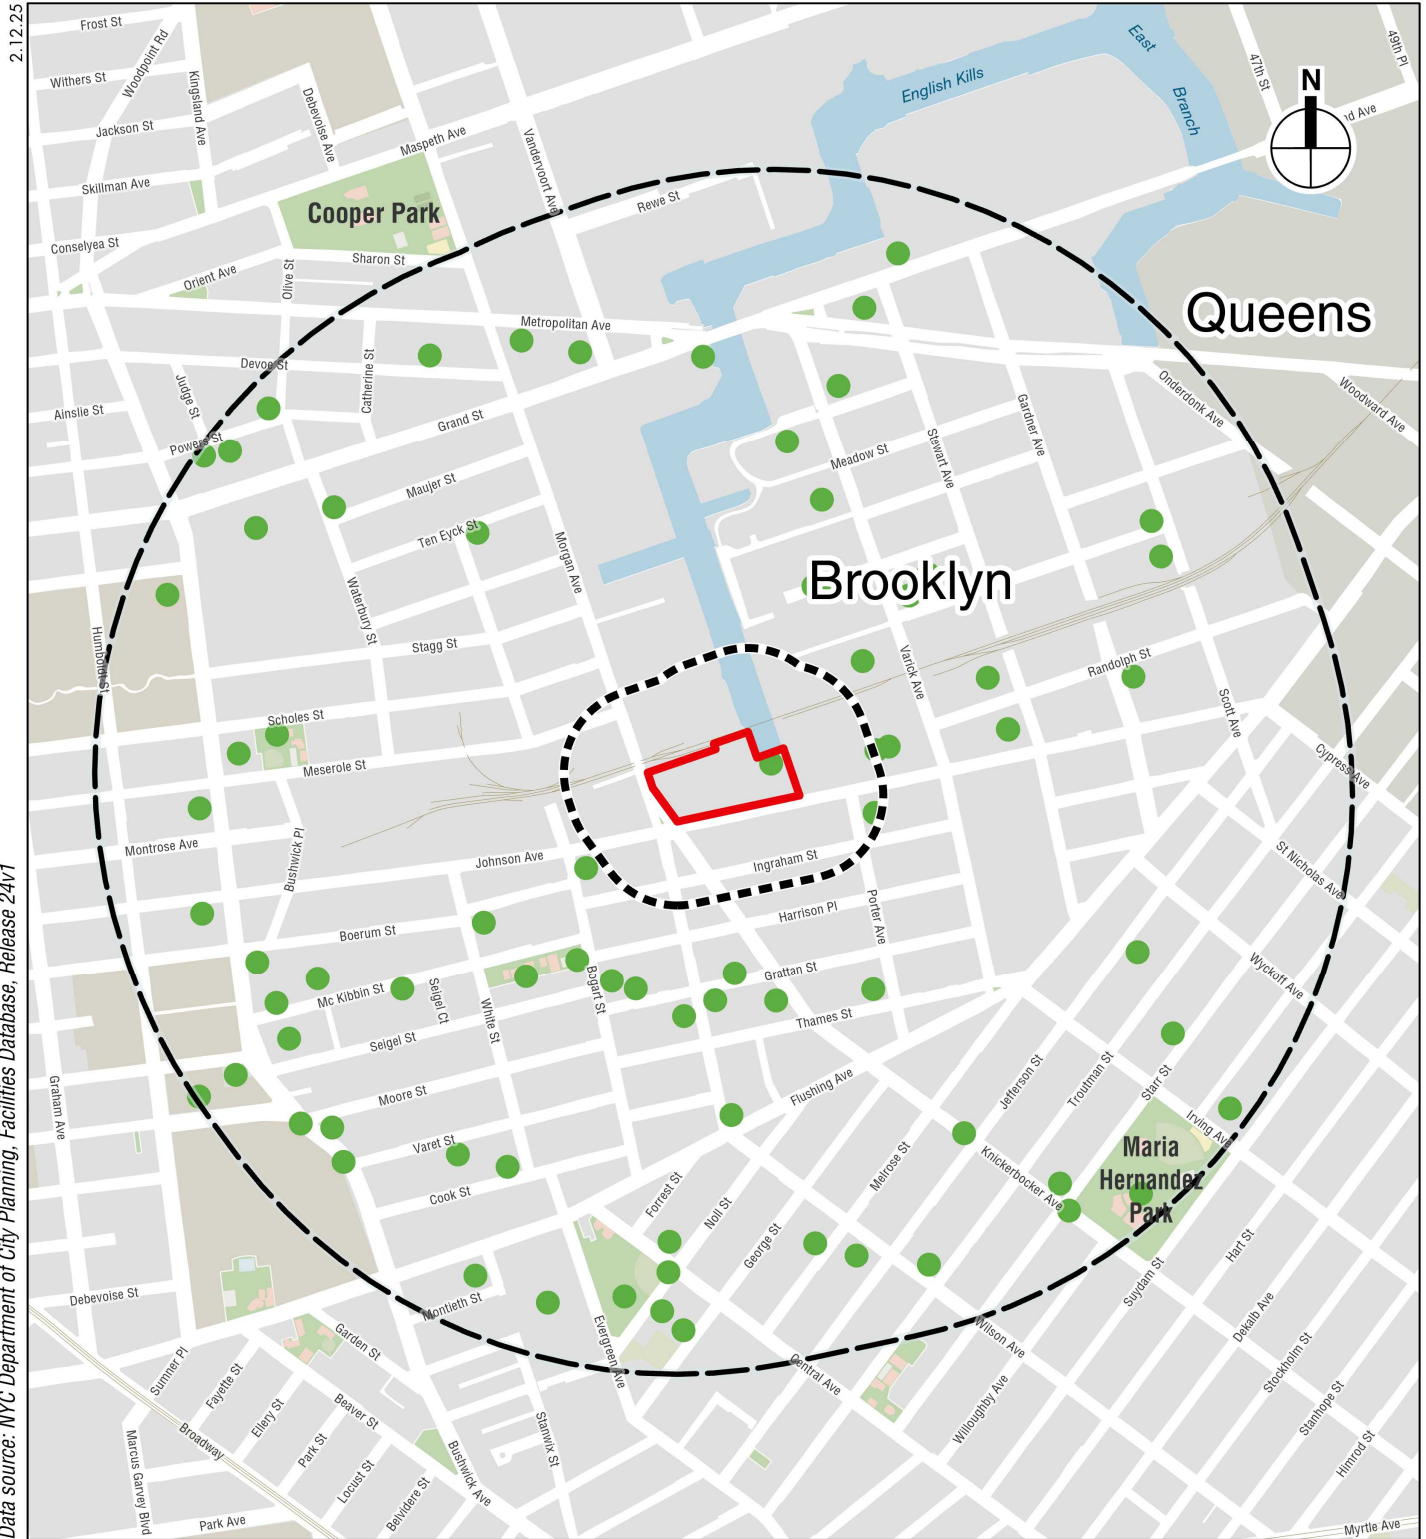 2.12.25
Data source: NYC Department of City Planning, Facilities Database, Release 24v1
Frost St
Withers St
Woodpoint Rd
Kingsland Ave
Jackson St
Debevoise Ave
Skillman Ave
Maspeth Ave
Vandervoort Ave
English Kills
East
Branch
47th St
49th Pl
N
Cooper Park
Rewe St
Conselyea St
Sharon St
Orient Ave
Olive St
Queens
Metropolitan Ave
Devoe St
Judge St
Catherine St
Ainslie St
Powers St
Grand St
Onderdonk Ave
Woodward Ave
Gardner Ave
Stewart Ave
Meadow St
Maujer St
Ten Eyck St
Morgan Ave
Waterbury St
Brooklyn
Humboldt St
Stagg St
Varick Ave
Randolph St
Scott Ave
Scholes St
Meserole St
Cypress Ave
Montrose Ave
Bushwick Pl
Johnson Ave
Ingraham St
St Nicholas Ave
Harrison Pl
Porter Ave
Boerum St
Grattan St
Wyckoff Ave
Mc Kibbin St
Seigel Ct
White St
Bogart St
Thames St
Seigel St
Graham Ave
Moore St
Flushing Ave
Jefferson St
Troutman St
Starr St
Irving Ave
Varet St
Cook St
Forrest St
Noll St
George St
Melrose St
Knickerbocker Ave
Maria
Hernandez
Park
Hart St
Suydam St
Debevoise St
Montieth St
Garden St
Evergreen Ave
Central Ave
Wilson Ave
Dekalb Ave
Stockholm St
Stanhope St
Himrod St
Willoughby Ave
Sumner Pl
Fayette St
Ellery St
Beaver St
Park St
Locust St
Belvidere St
Bushwick Ave
Stanwix St
Broadway
Marcus Garvey Blvd
Park Ave
Myrtle Ave